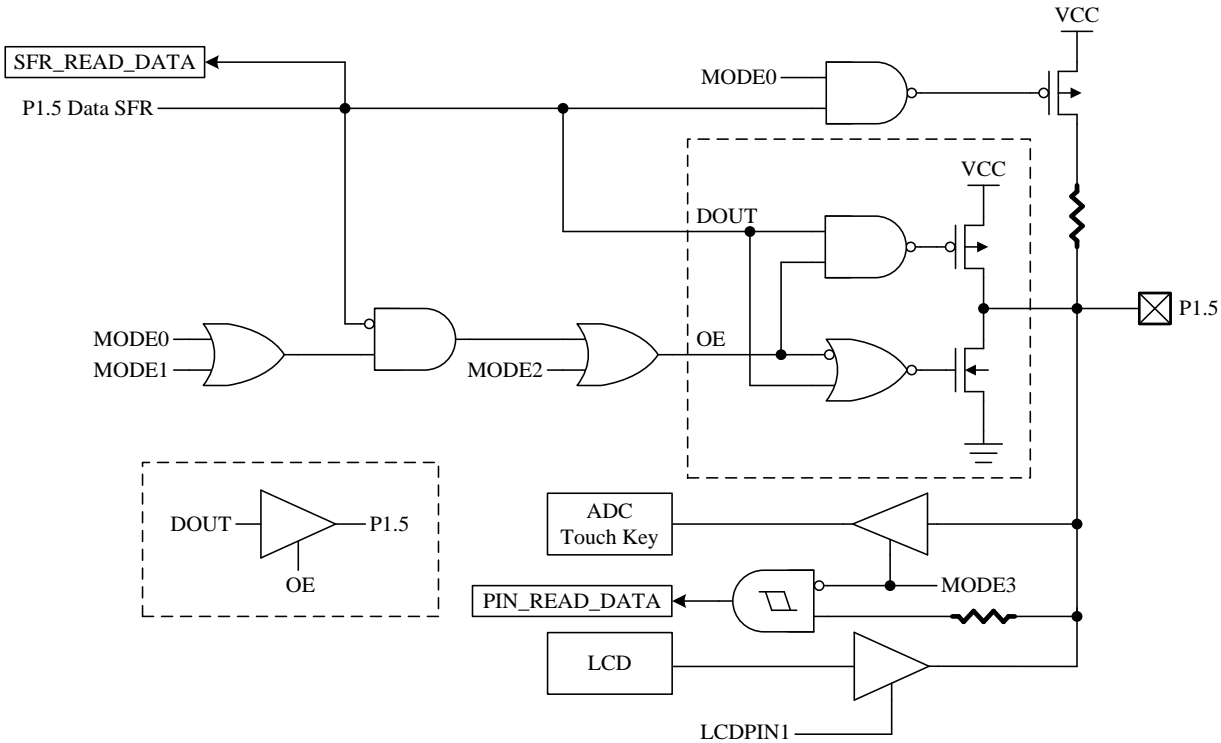 VCC
SFR_READ_DATA
MODE0
P1.5 Data SFR
VCC
DOUT
P1.5
MODE0
MODE1
MODE2
OE
DOUT
P1.5
OE
ADC
Touch Key
MODE3
PIN_READ_DATA
LCD
LCDPIN1